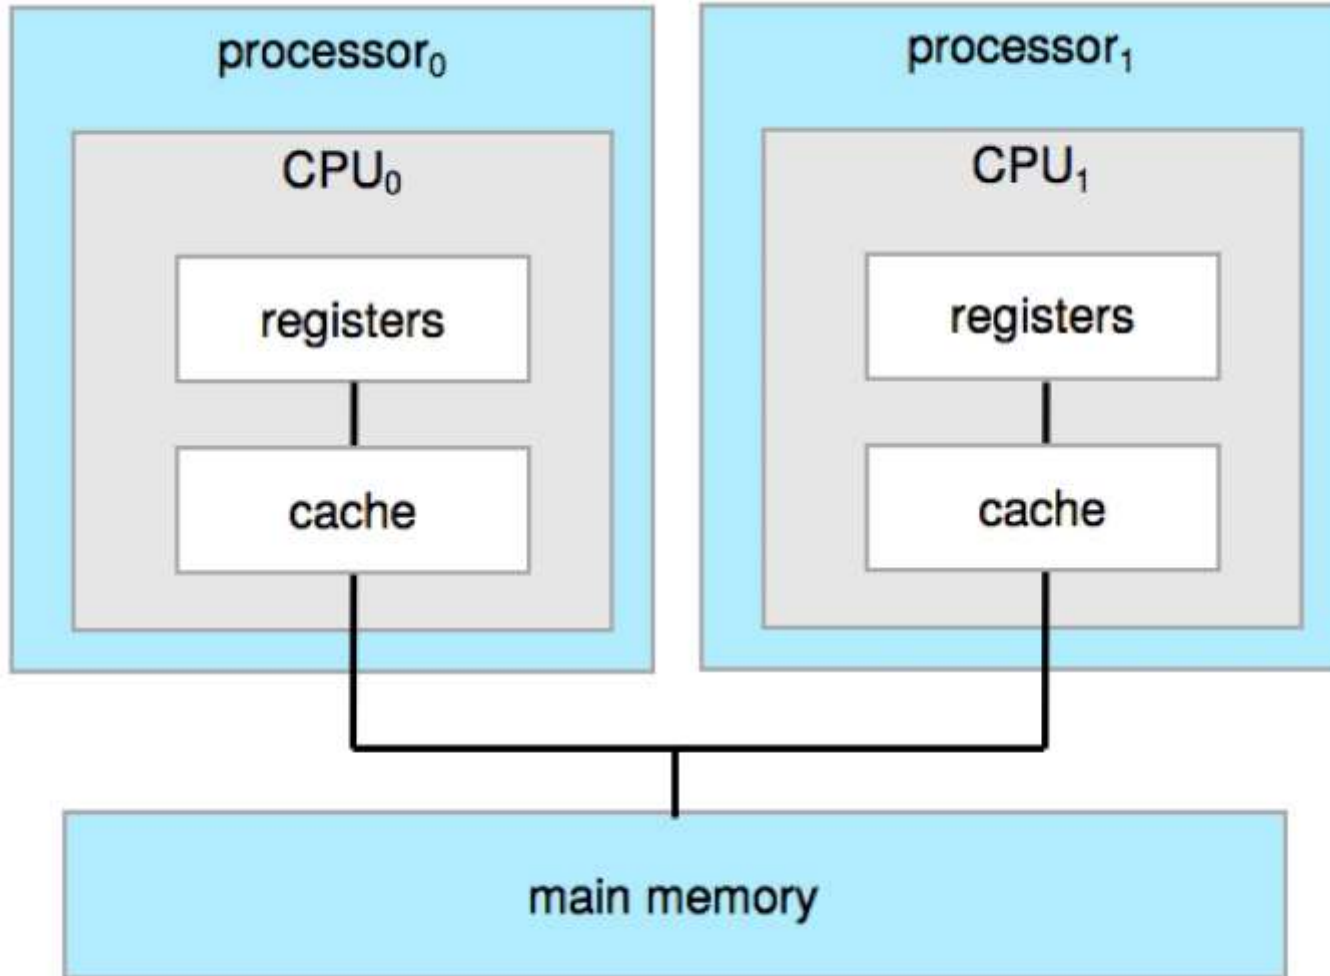 processor₀
processor₁
CPU₀
CPU₁
registers
registers
cache
cache
main memory